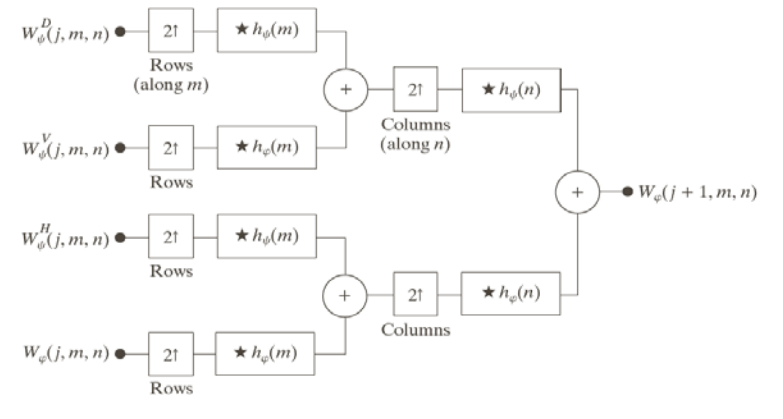 W_ψ^D(j, m, n) 2↑ ★ h_ψ(m)
Rows
(along m)
+ 2↑ ★ h_ψ(n)
Columns
(along n)
W_ψ^V(j, m, n) 2↑ ★ h_φ(m)
Rows
+ W_φ(j + 1, m, n)
W_ψ^H(j, m, n) 2↑ ★ h_ψ(m)
Rows
+ 2↑ ★ h_φ(n)
Columns
W_φ(j, m, n) 2↑ ★ h_φ(m)
Rows